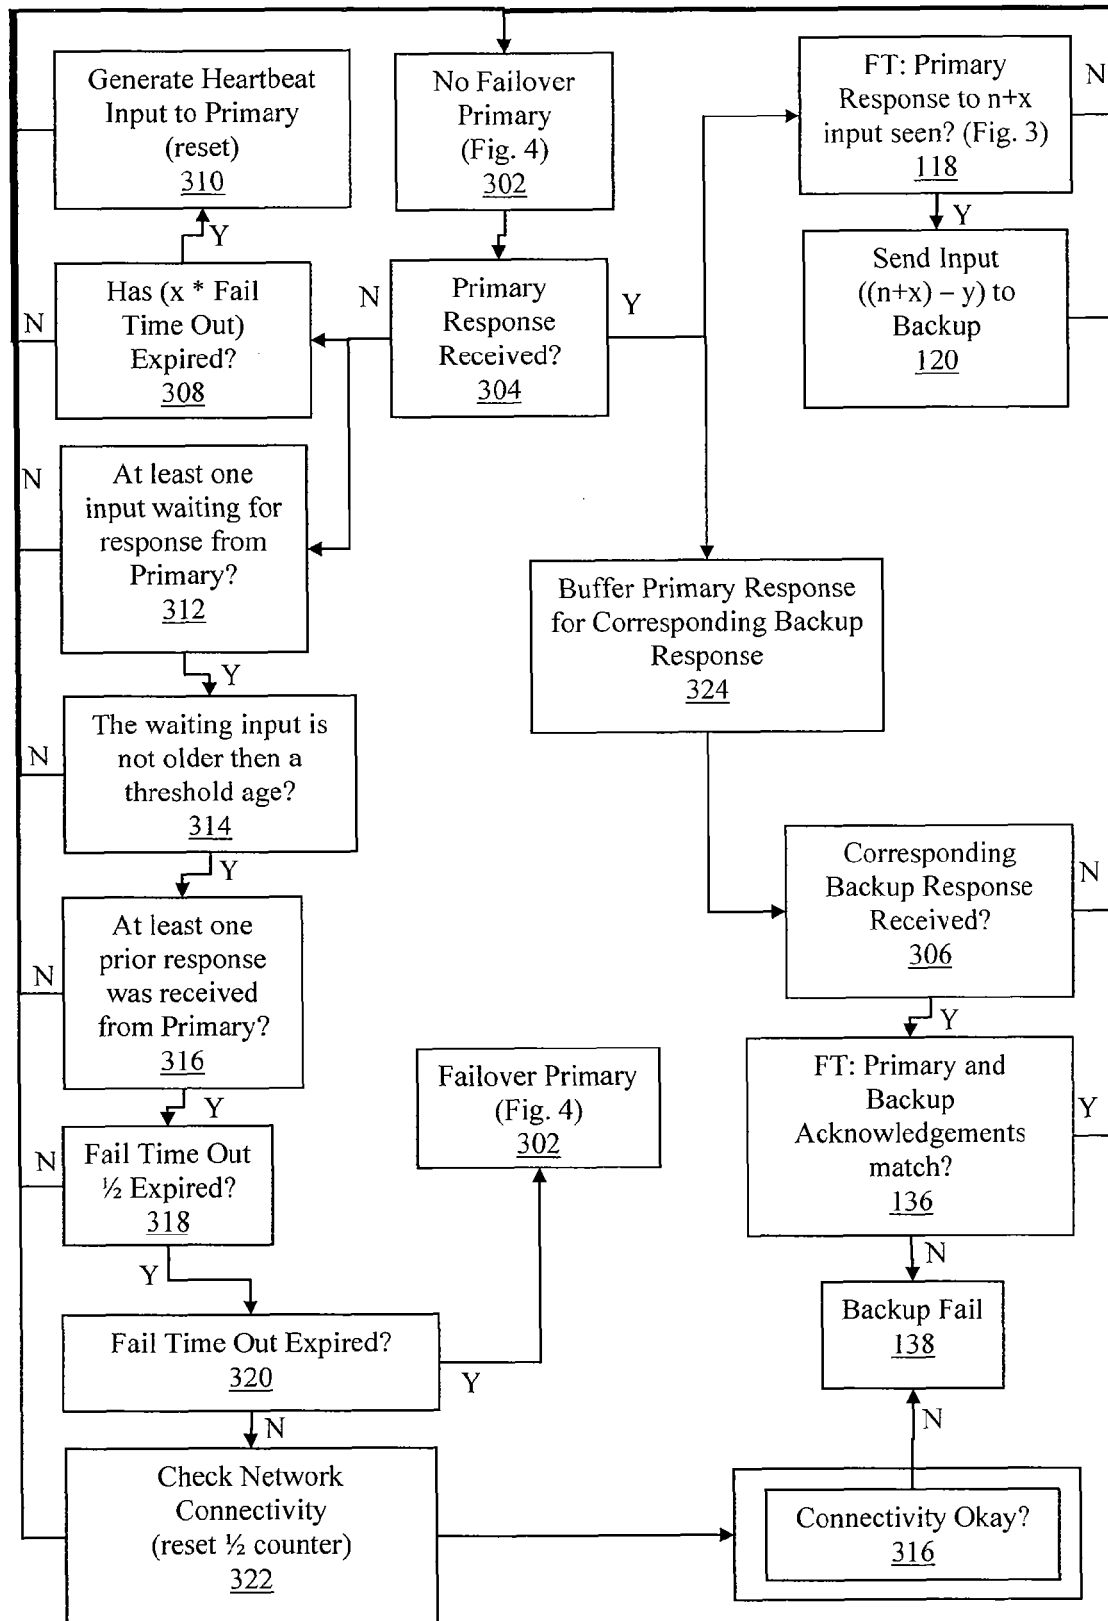 Generate Heartbeat
Input to Primary
(reset)
310
No Failover
Primary
(Fig. 4)
302
FT: Primary
Response to n+x
input seen? (Fig. 3)
118
N
Y
Y
Has (x * Fail
Time Out)
Expired?
308
N
N
Primary
Response
Received?
304
Y
Send Input
((n+x) – y) to
Backup
120
At least one
input waiting for
response from
Primary?
312
N
Y
Buffer Primary Response
for Corresponding Backup
Response
324
The waiting input is
not older then a
threshold age?
314
N
Y
Corresponding
Backup Response
Received?
306
N
Y
At least one
prior response
was received
from Primary?
316
N
Y
Failover Primary
(Fig. 4)
302
FT: Primary and
Backup
Acknowledgements
match?
136
Y
N
Fail Time Out
½ Expired?
318
N
Y
Backup Fail
138
Fail Time Out Expired?
320
Y
N
N
Check Network
Connectivity
(reset ½ counter)
322
Connectivity Okay?
316